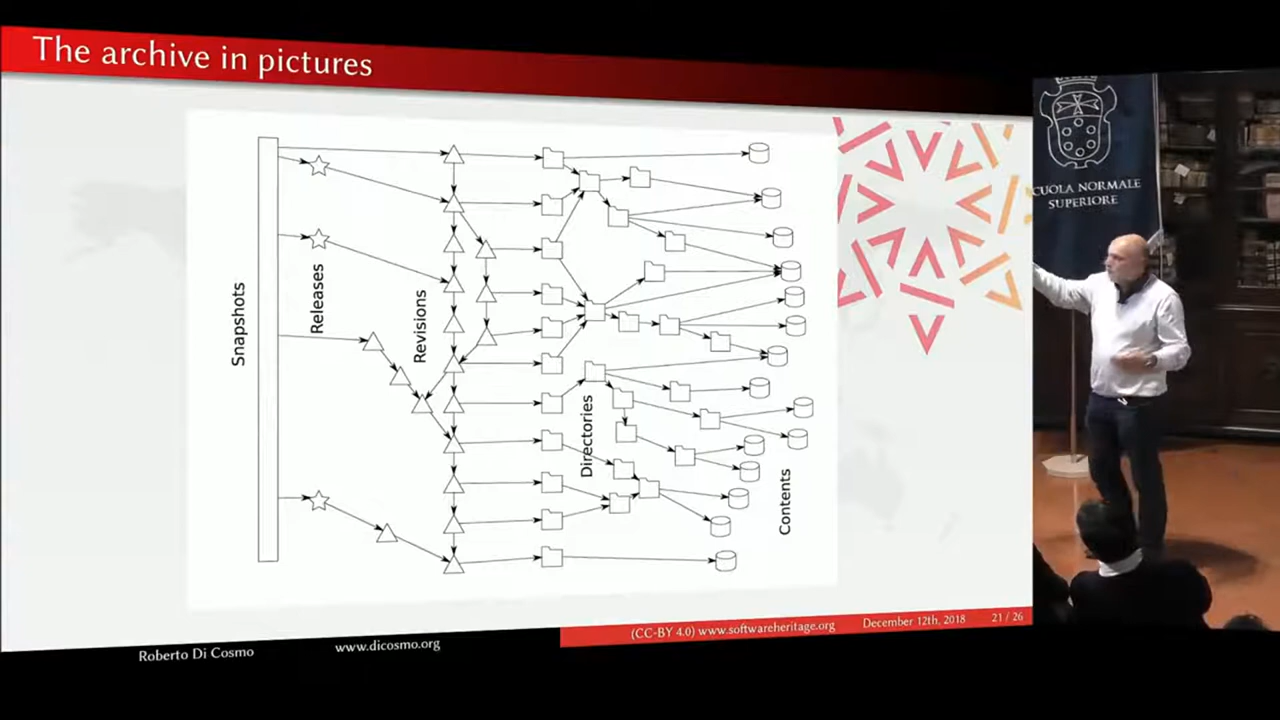 The archive in pictures
Snapshots
Releases
Revisions
Directories
Contents
(CC-BY 4.0) www.softwareheritage.org
December 12th, 2018
21 / 26
Roberto Di Cosmo
www.dicosmo.org
CUOLA NORMALE
SUPERIORE